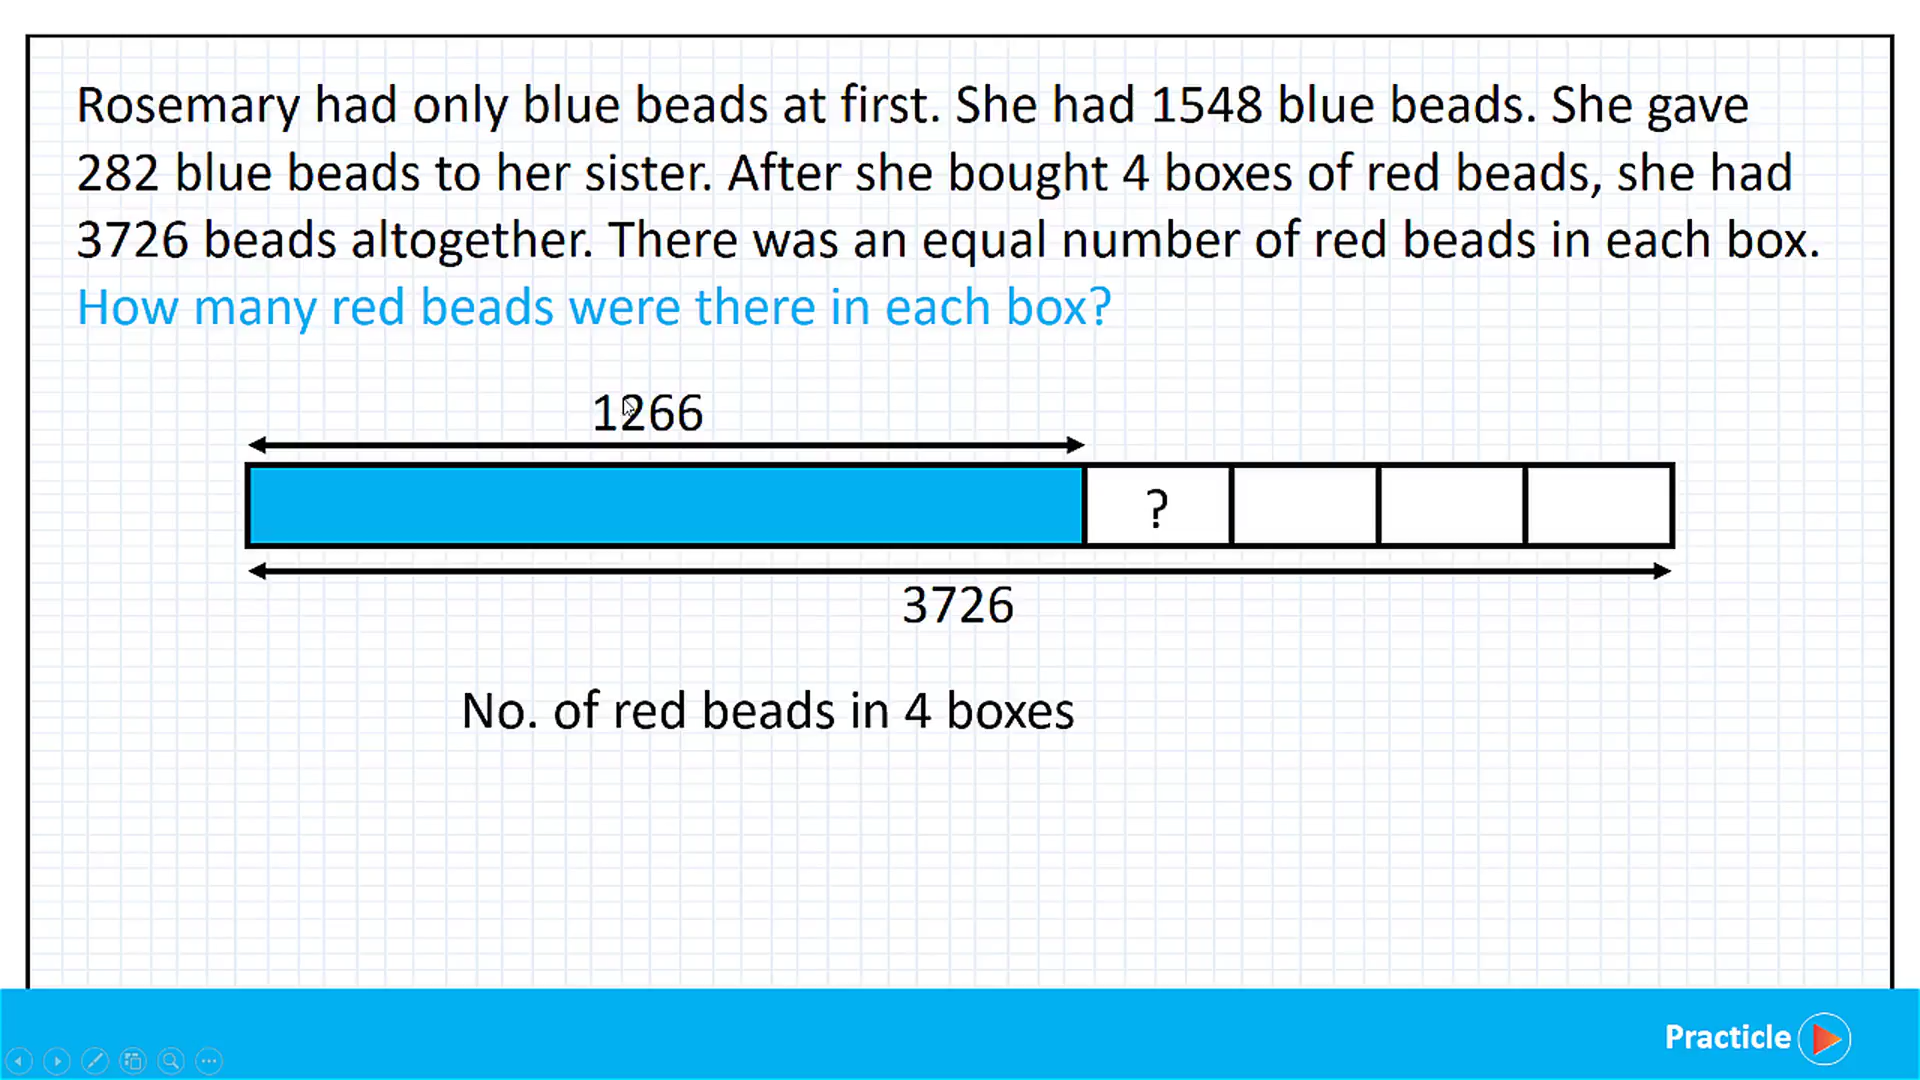 Rosemary had only blue beads at first. She had 1548 blue beads. She gave
282 blue beads to her sister. After she bought 4 boxes of red beads, she had
3726 beads altogether. There was an equal number of red beads in each box.
How many red beads were there in each box?
1266
?
3726
No. of red beads in 4 boxes
Practicle